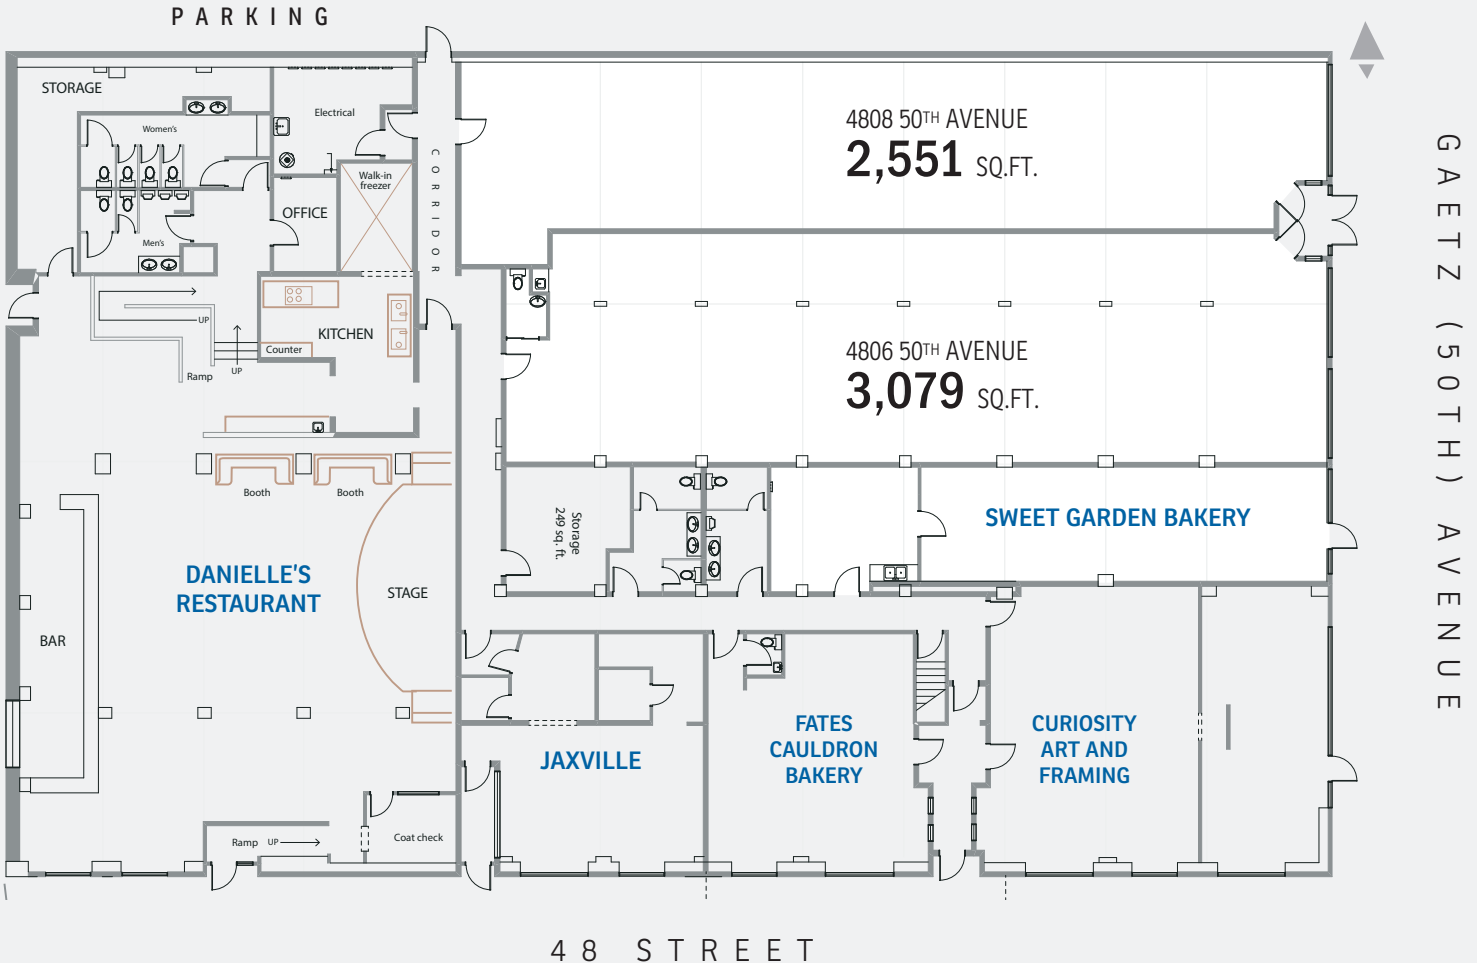 PARKING
STORAGE
Women's
Electrical
Walk-in
freezer
OFFICE
Men's
CORRIDOR
4808 50TH AVENUE
2,551 SQ.FT.
GAETZ (50TH) AVENUE
UP
KITCHEN
Counter
Ramp
UP
4806 50TH AVENUE
3,079 SQ.FT.
Booth
Booth
Storage
249 sq. ft.
SWEET GARDEN BAKERY
DANIELLE'S
RESTAURANT
STAGE
BAR
JAXVILLE
FATES
CAULDRON
BAKERY
CURIOSITY
ART AND
FRAMING
Ramp UP
Coat check
48 STREET